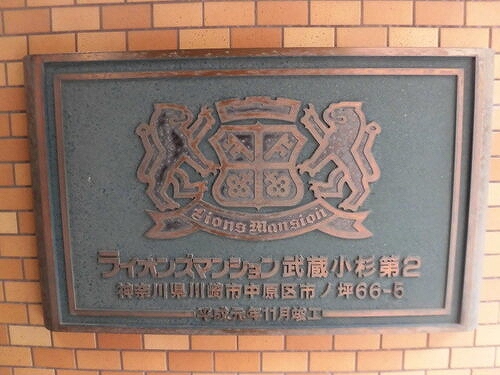 Lions Mansion
ライオンズマンション武蔵小杉第2
神奈川県川崎市中原区市ノ坪66-5
平成元年11月竣工